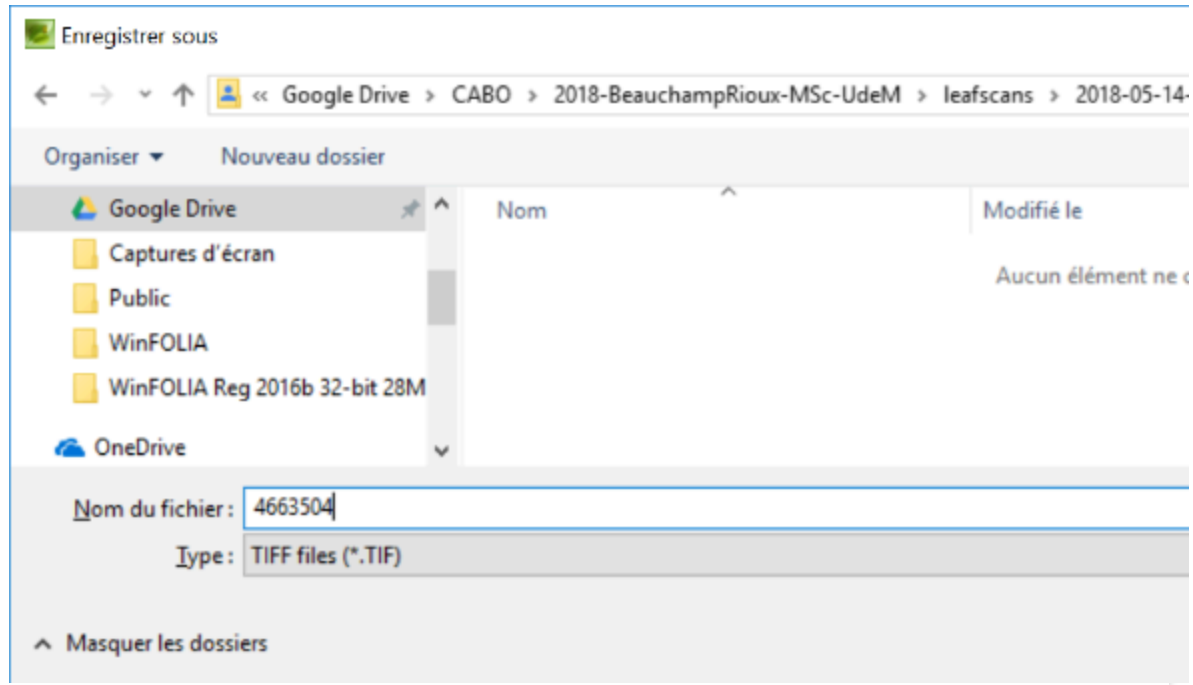 Enregistrer sous
« Google Drive > CABO > 2018-BeauchampRioux-MSc-UdeM > leafscans > 2018-05-14-
Organiser Nouveau dossier
Google Drive
Captures d'écran
Public
WinFOLIA
WinFOLIA Reg 2016b 32-bit 28M
OneDrive
Nom Modifié le
Aucun élément ne
Nom du fichier : 4663504
Type : TIFF files (*.TIF)
Masquer les dossiers